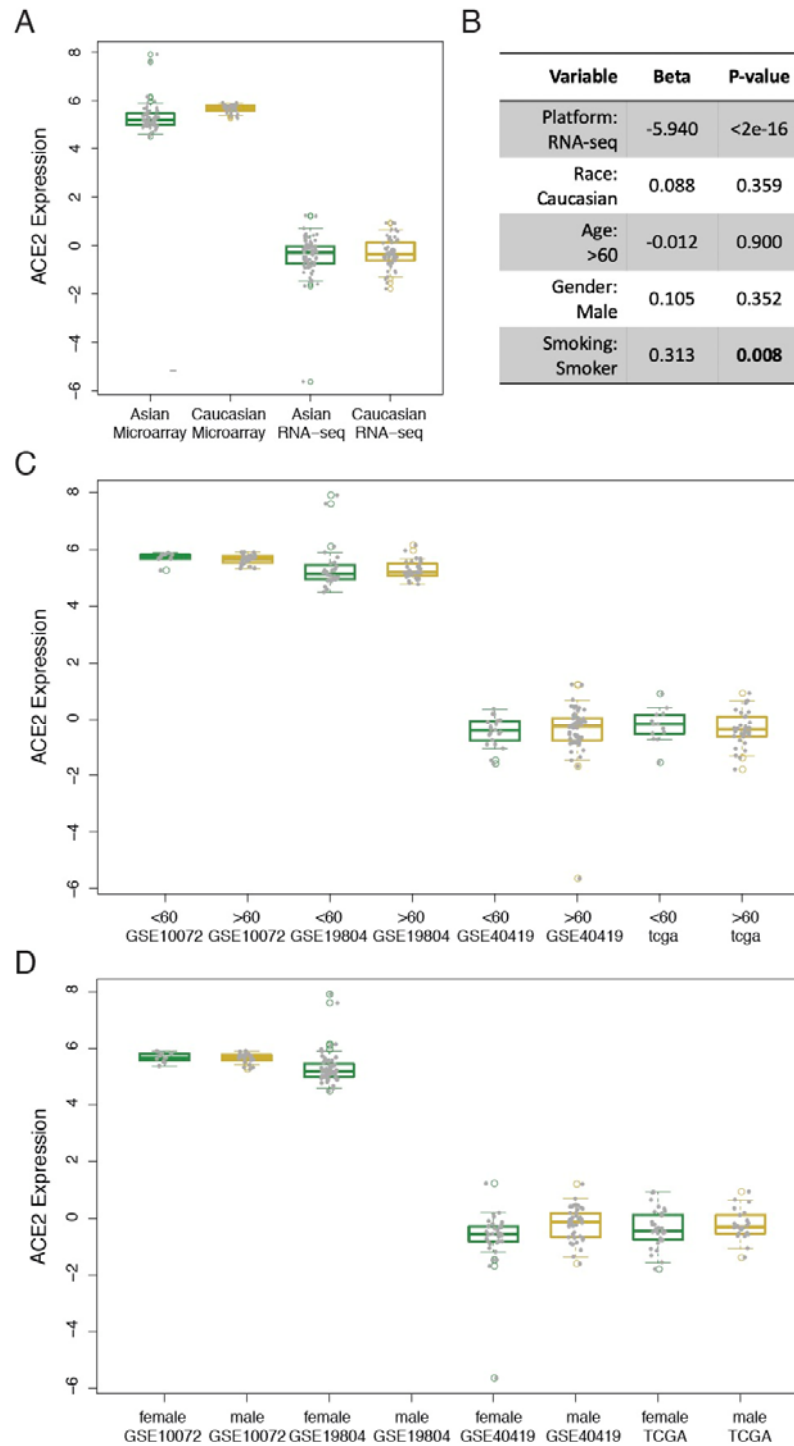 A
ACE2 Expression
8
6
4
2
0
−2
−4
−6
Asian Caucasian Asian Caucasian
Microarray Microarray RNA−seq RNA−seq
B
Variable Beta P-value
Platform:
RNA-seq -5.940 <2e-16
Race:
Caucasian 0.088 0.359
Age:
>60 -0.012 0.900
Gender:
Male 0.105 0.352
Smoking:
Smoker 0.313 0.008
C
ACE2 Expression
8
6
4
2
0
−2
−4
−6
<60 >60 <60 >60 <60 >60 <60 >60
GSE10072 GSE10072 GSE19804 GSE19804 GSE40419 GSE40419 tcga tcga
D
ACE2 Expression
8
6
4
2
0
−2
−4
−6
female male female male female male female male
GSE10072 GSE10072 GSE19804 GSE19804 GSE40419 GSE40419 TCGA TCGA